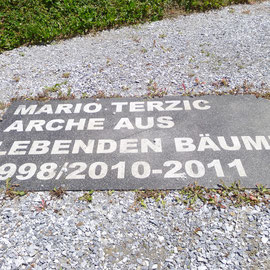 MARIO TERZIC
ARCHE AUS
LEBENDEN BÄUM
998/2010-2011